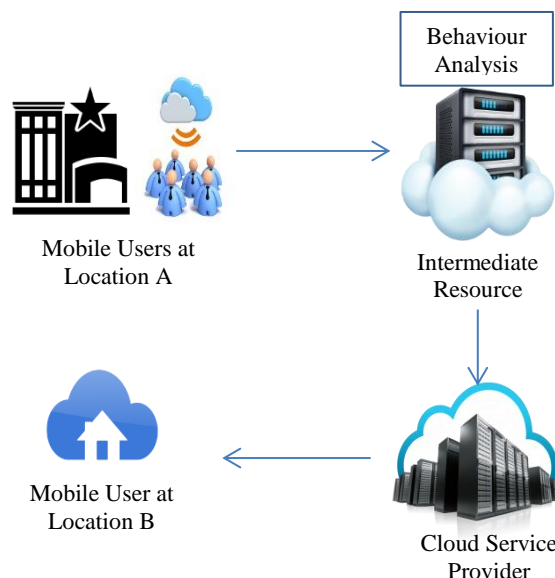 Behaviour
Analysis
Mobile Users at
Location A
Intermediate
Resource
Mobile User at
Location B
Cloud Service
Provider